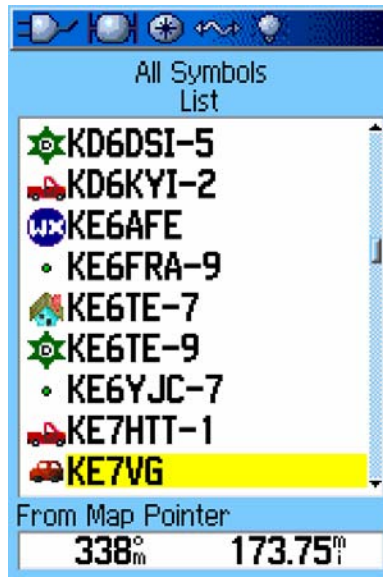 All Symbols
List
D KD6DSI-5
KD6KYI-2
WX KE6AFE
KE6FRA-9
KE6TE-7
D KE6TE-9
KE6YJC-7
KE7HTT-1
KE7VG
From Map Pointer
338°m 173.75mi